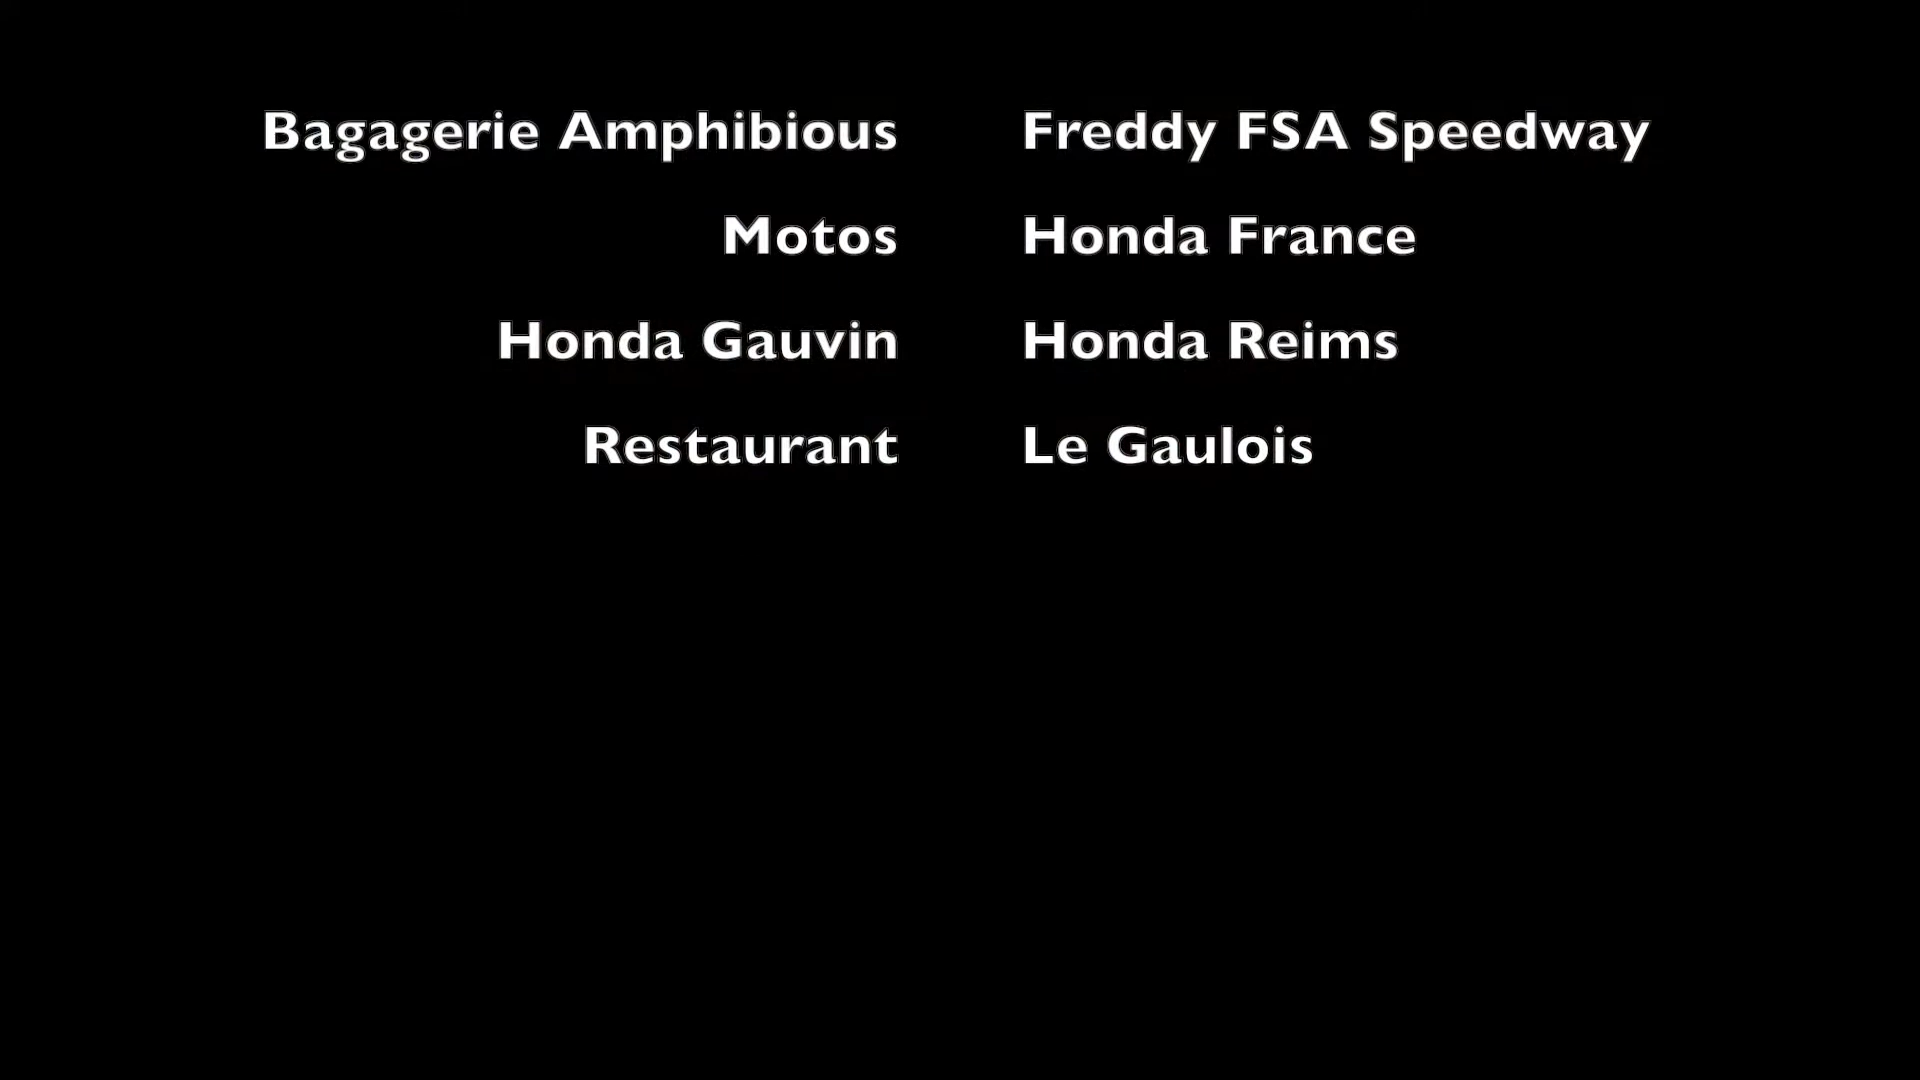 Bagagerie Amphibious Freddy FSA Speedway
Motos Honda France
Honda Gauvin Honda Reims
Restaurant Le Gaulois